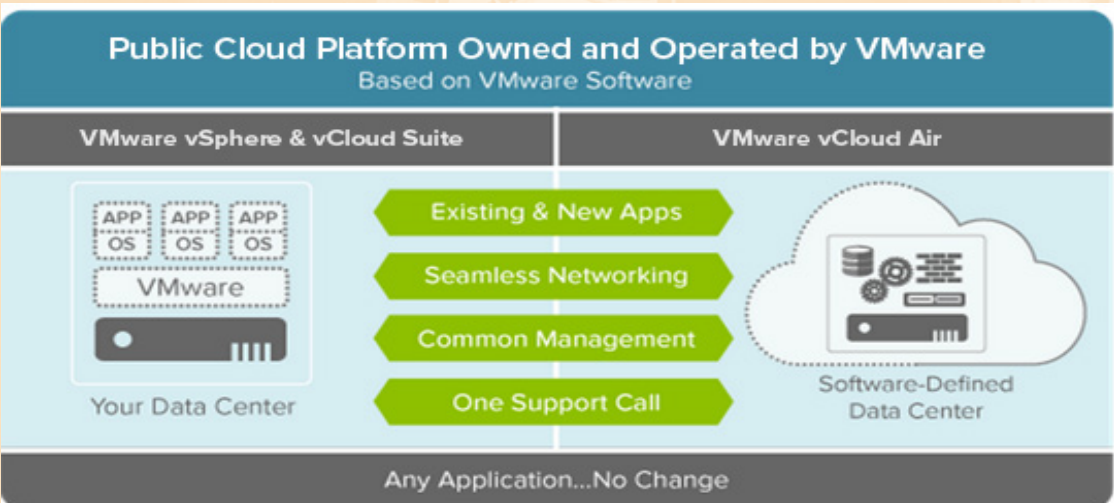 Public Cloud Platform Owned and Operated by VMware
Based on VMware Software
VMware vSphere & vCloud Suite
VMware vCloud Air
APP APP APP
OS OS OS
VMware
Your Data Center
Existing & New Apps
Seamless Networking
Common Management
One Support Call
Software-Defined
Data Center
Any Application...No Change